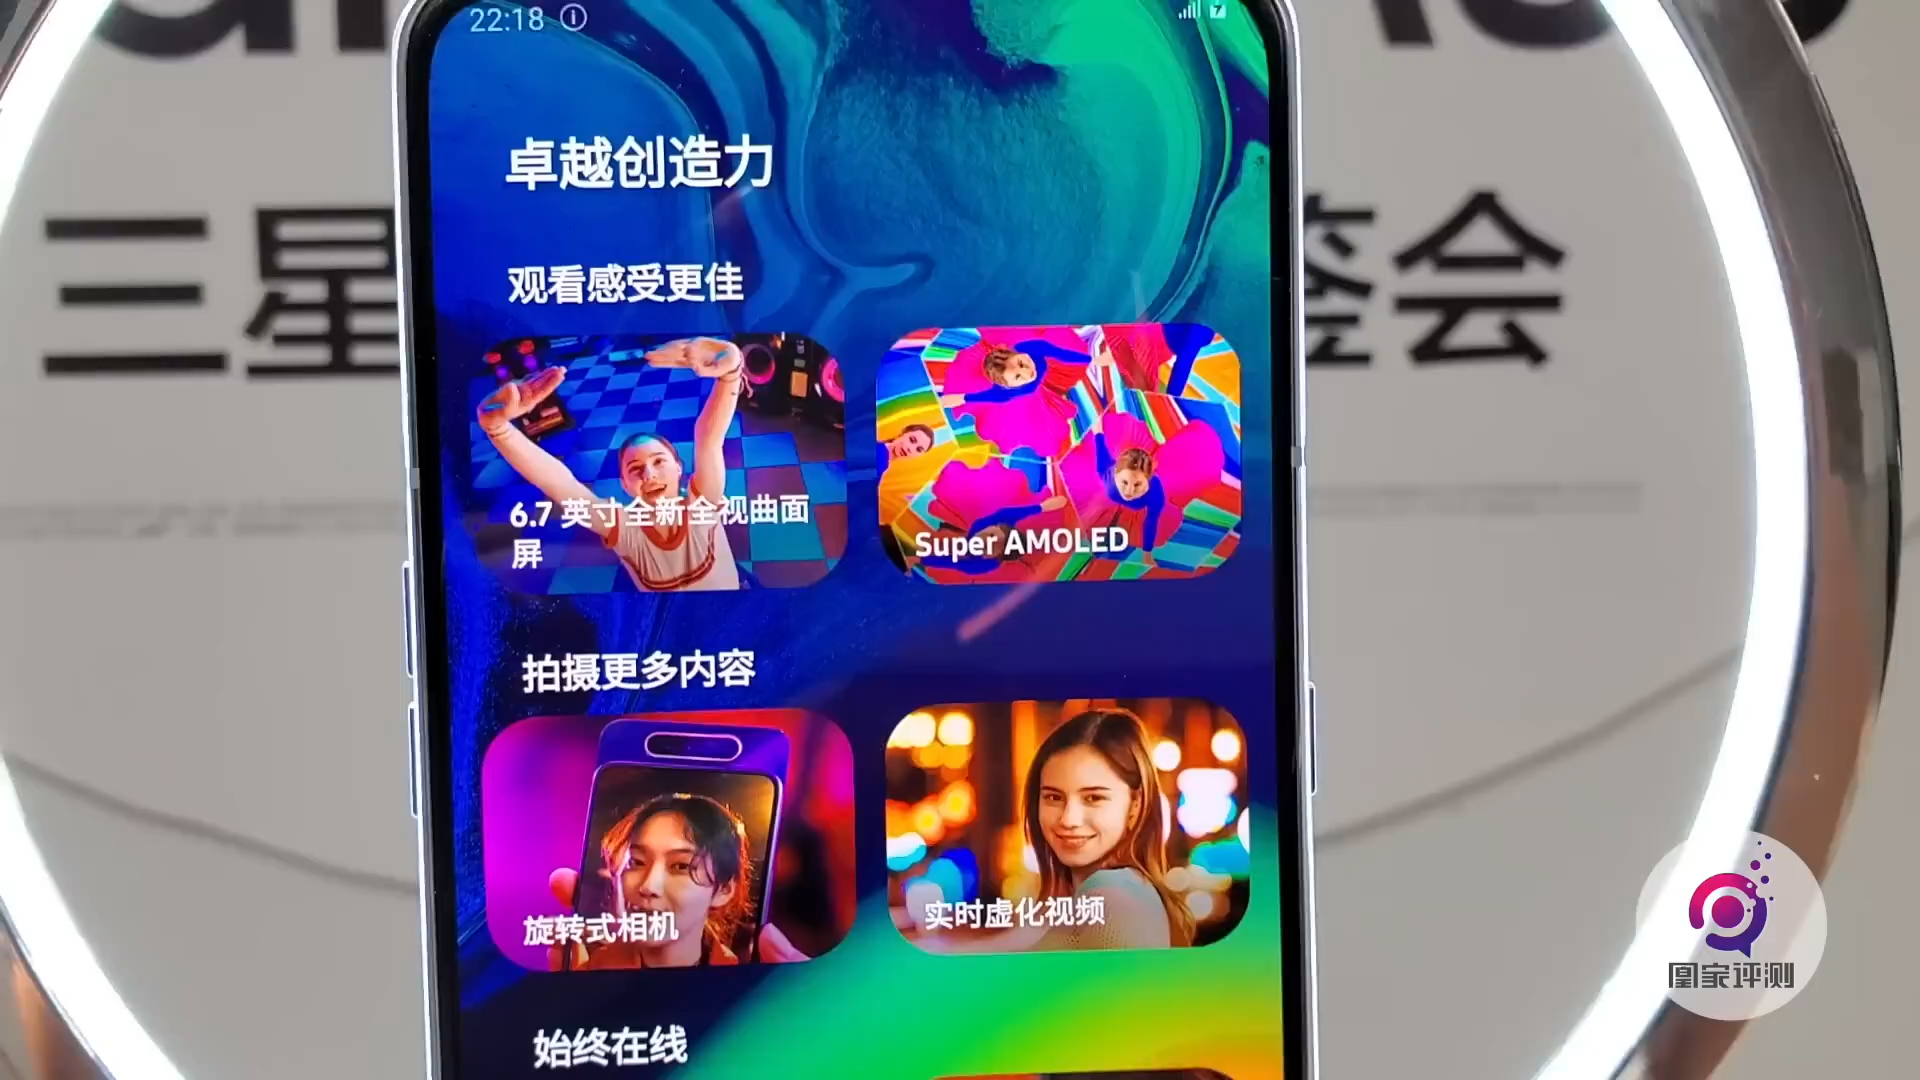 22:18
卓越创造力
三星
鉴会
观看感受更佳
6.7 英寸全新全视曲面
屏
Super AMOLED
拍摄更多内容
旋转式相机
实时虚化视频
凰家评测
始终在线